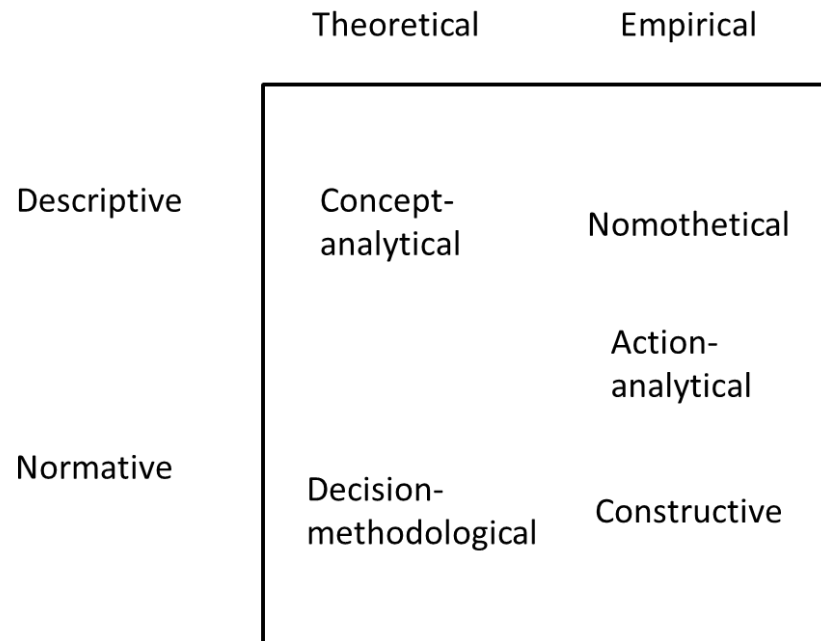 Theoretical Empirical
Descriptive
Concept-
analytical
Nomothetical
Action-
analytical
Normative
Decision-
methodological
Constructive